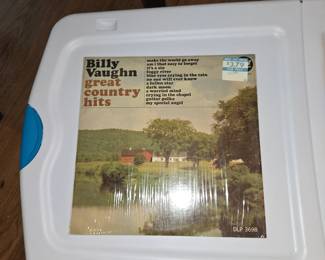 Billy
Vaughn
great
country
hits
make the world go away
am i that easy to forget
it's a sin
foggy river
blue eyes crying in the rain
no one will ever know
a fallen star
dark moon
a worried mind
crying in the chapel
guitar polka
my special angel
DLP 3698